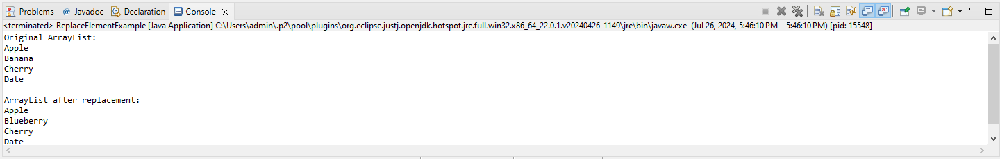 Problems @ Javadoc Declaration Console
<terminated> ReplaceElementExample [Java Application] C:\Users\admin\.p2\pool\plugins\org.eclipse.justj.openjdk.hotspot.jre.full.win32.x86_64_22.0.1.v20240426-1149\jre\bin\javaw.exe (Jul 26, 2024, 5:46:10 PM – 5:46:10 PM) [pid: 15548]
Original ArrayList:
Apple
Banana
Cherry
Date

ArrayList after replacement:
Apple
Blueberry
Cherry
Date